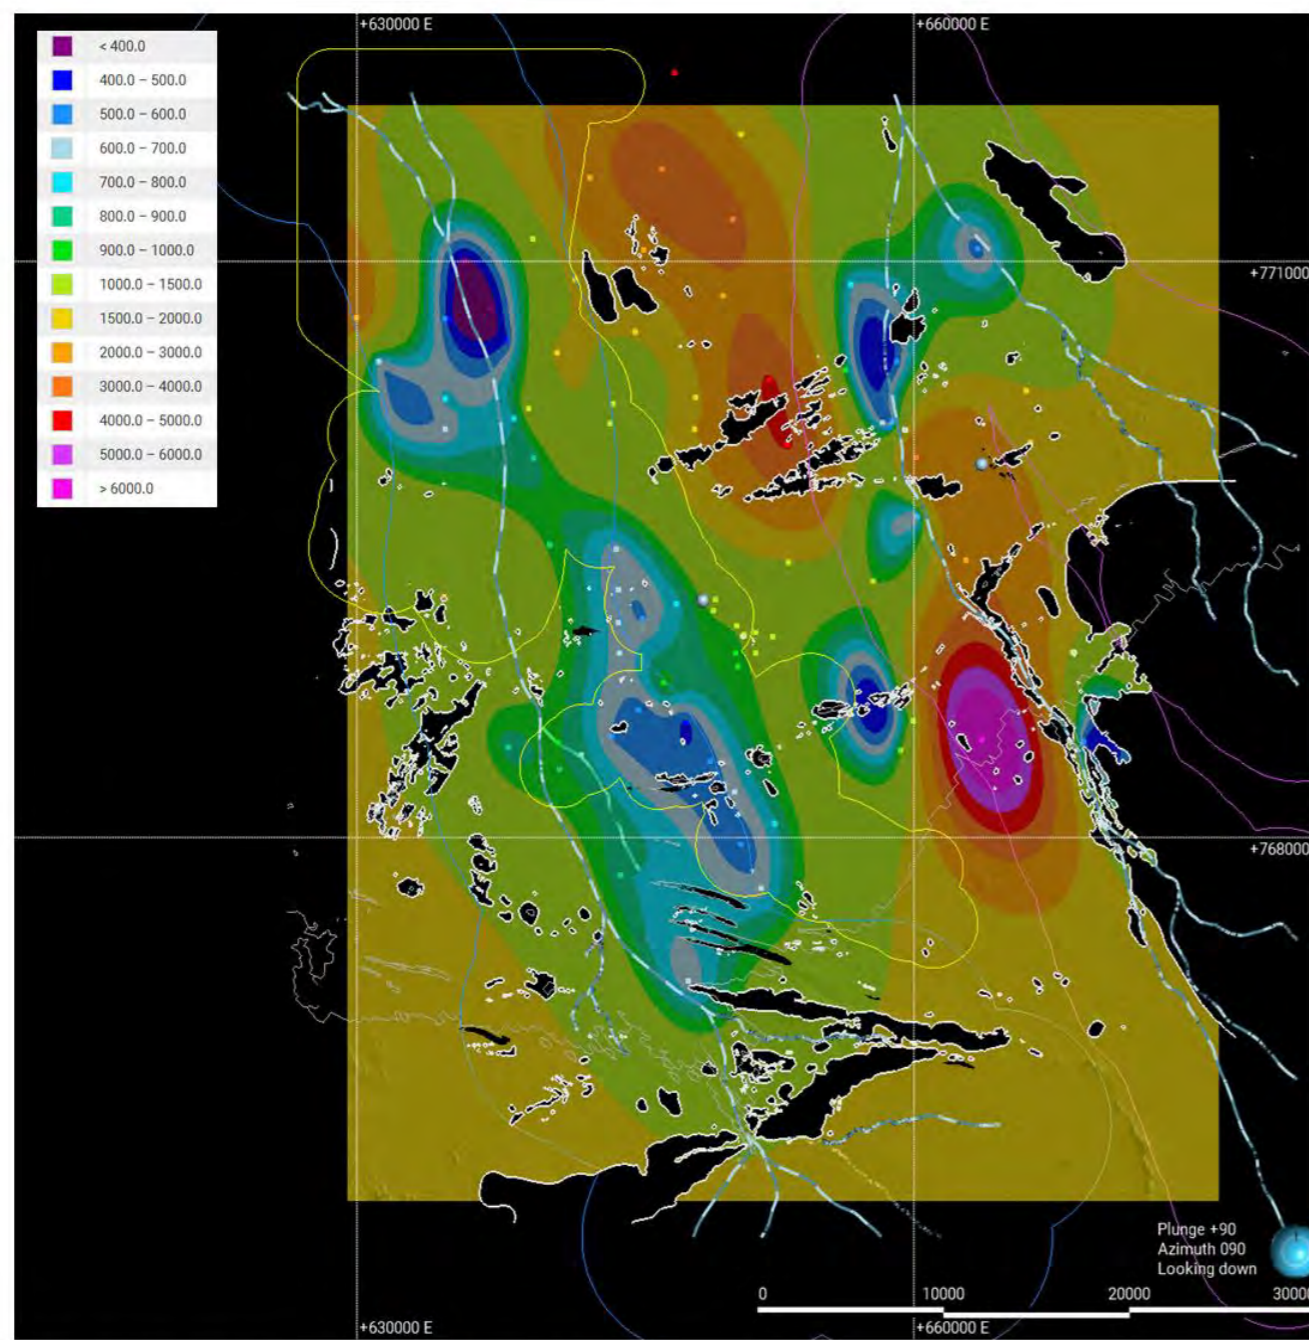 +630000 E
+660000 E
< 400.0
400.0 – 500.0
500.0 – 600.0
600.0 – 700.0
700.0 – 800.0
800.0 – 900.0
900.0 – 1000.0
1000.0 – 1500.0
1500.0 – 2000.0
2000.0 – 3000.0
3000.0 – 4000.0
4000.0 – 5000.0
5000.0 – 6000.0
> 6000.0
+771000
+768000
Plunge +90
Azimuth 090
Looking down
0
10000
20000
30000
+630000 E
+660000 E